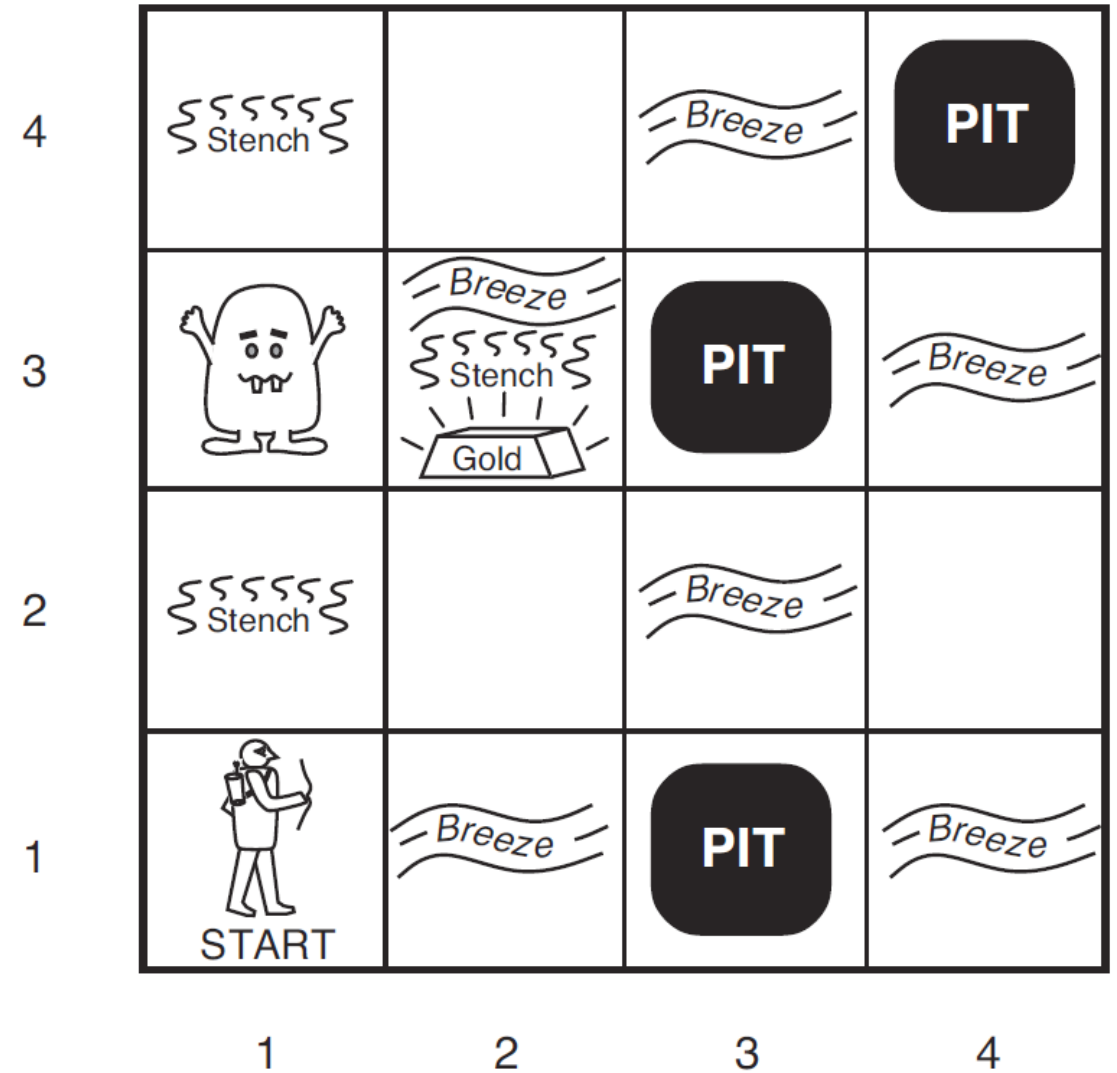 4
Stench
Breeze
PIT
3
Breeze
Stench
Gold
PIT
Breeze
2
Stench
Breeze
1
START
Breeze
PIT
Breeze
1 2 3 4